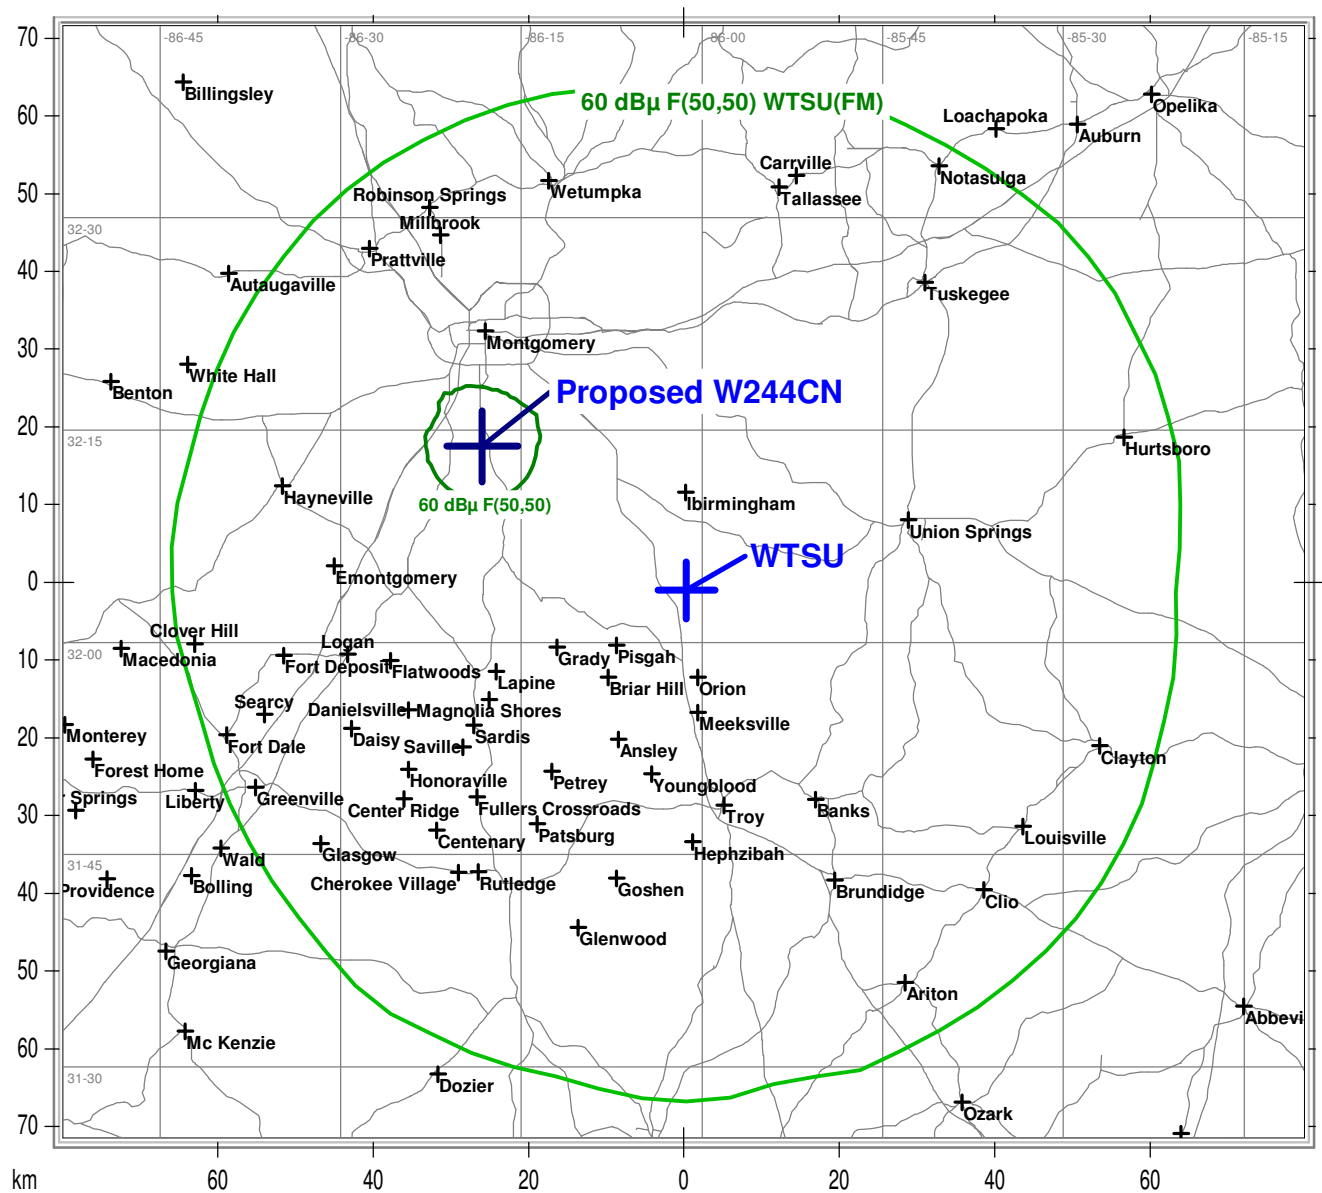 70
-86-45
-86-30
-86-15
-86-00
-85-45
-85-30
-85-15
Billingsley
60 dBµ F(50,50) WTSU(FM)
Opelika
60
Loachapoka
Auburn
Carrville
Notasulga
50
Robinson Springs
Wetumpka
Tallassee
Millbrook
32-30
Prattville
40
Autaugaville
Tuskegee
Montgomery
30
White Hall
Benton
Proposed W244CN
20
32-15
Hurtsboro
Hayneville
10
60 dBµ F(50,50)
Ibirmingham
Union Springs
WTSU
0
Emontgomery
Clover Hill
Logan
32-00
Macedonia
Fort Deposit
Flatwoods
Grady
Pisgah
10
Lapine
Briar Hill
Orion
Searcy
Danielsville
Magnolia Shores
Meeksville
20
Monterey
Fort Dale
Daisy
Saville
Sardis
Ansley
Clayton
Forest Home
Honoraville
Petrey
Youngblood
Springs
Liberty
Greenville
Center Ridge
Fullers Crossroads
Troy
Banks
30
Glasgow
Centenary
Patsburg
Hephzibah
Louisville
31-45
Wald
Providence
Bolling
Cherokee Village
Rutledge
Goshen
Brundidge
Clio
40
Glenwood
Georgiana
50
Ariton
Abbevi
Mc Kenzie
60
31-30
Dozier
Ozark
70
km
60
40
20
0
20
40
60